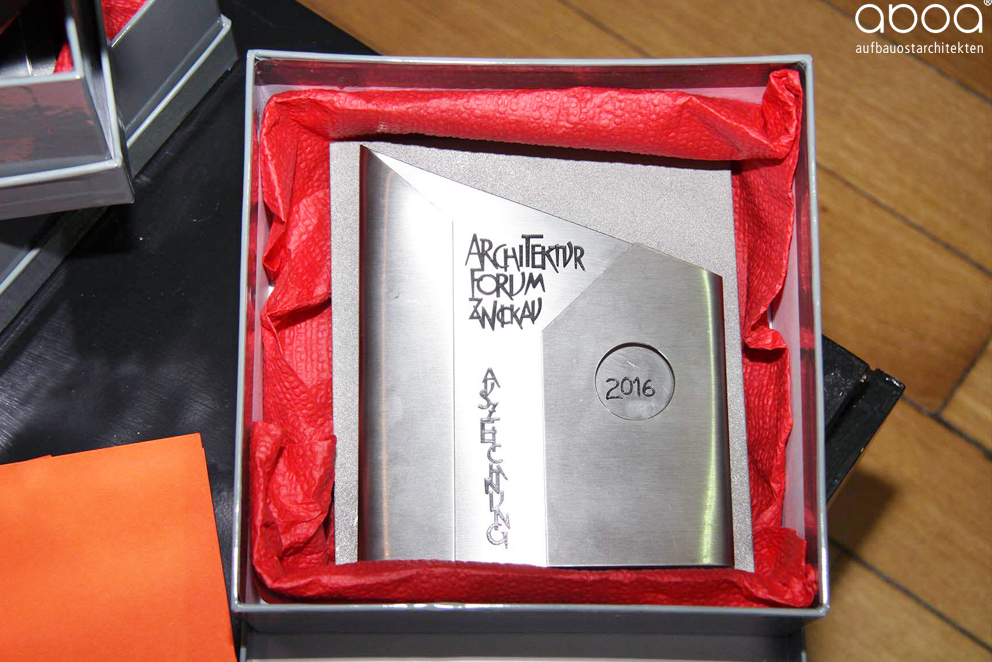 aboa®
aufbauostarchitekten
ARCHITEKTUR
FORUM
ZWICKAU
2016
AUSZEICHNUNG